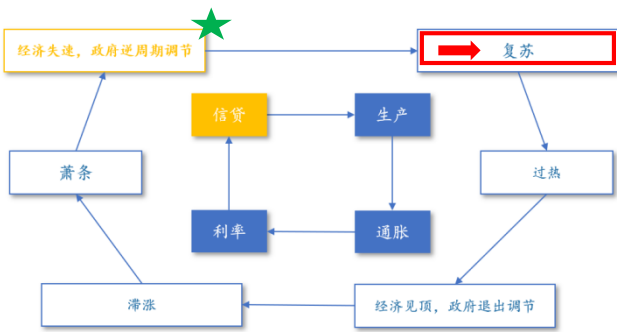 经济失速，政府逆周期调节
复苏
信贷
生产
萧条
过热
利率
通胀
滞涨
经济见顶，政府退出调节